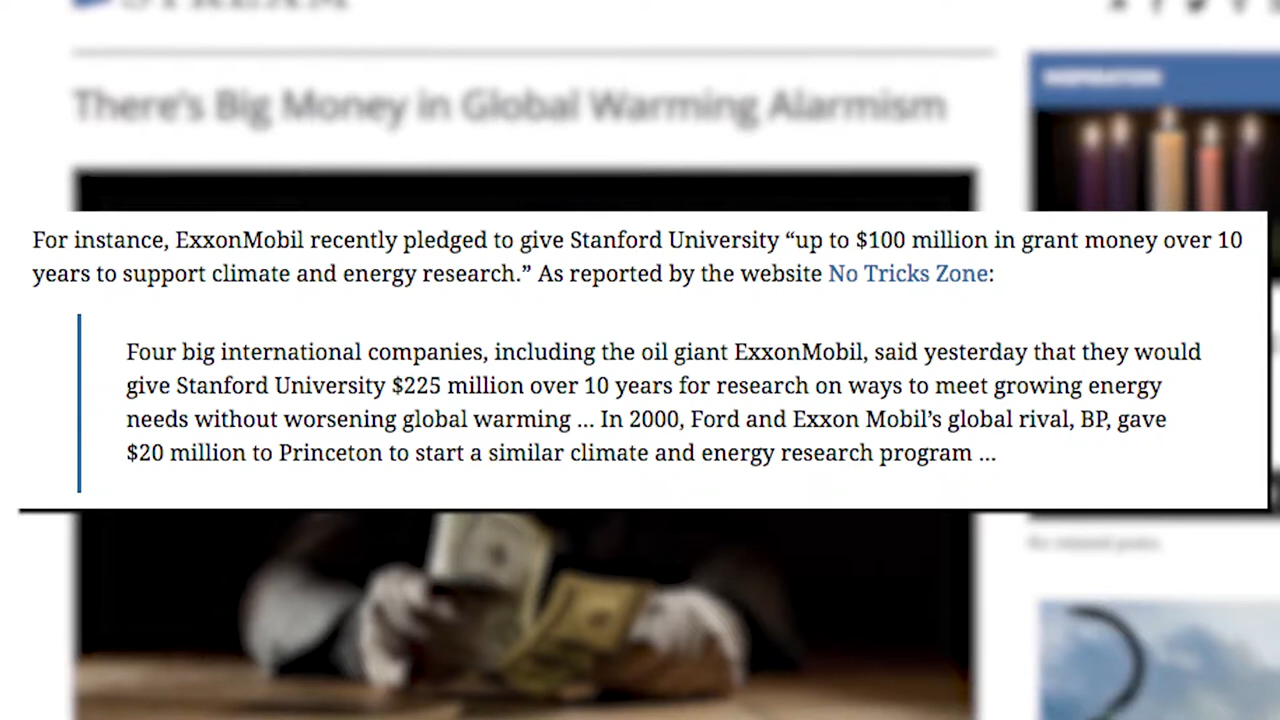 STREAM
There's Big Money in Global Warming Alarmism
INSPIRATION
For instance, ExxonMobil recently pledged to give Stanford University “up to $100 million in grant money over 10
years to support climate and energy research.” As reported by the website No Tricks Zone:
Four big international companies, including the oil giant ExxonMobil, said yesterday that they would
give Stanford University $225 million over 10 years for research on ways to meet growing energy
needs without worsening global warming ... In 2000, Ford and Exxon Mobil’s global rival, BP, gave
$20 million to Princeton to start a similar climate and energy research program ...
No related posts.